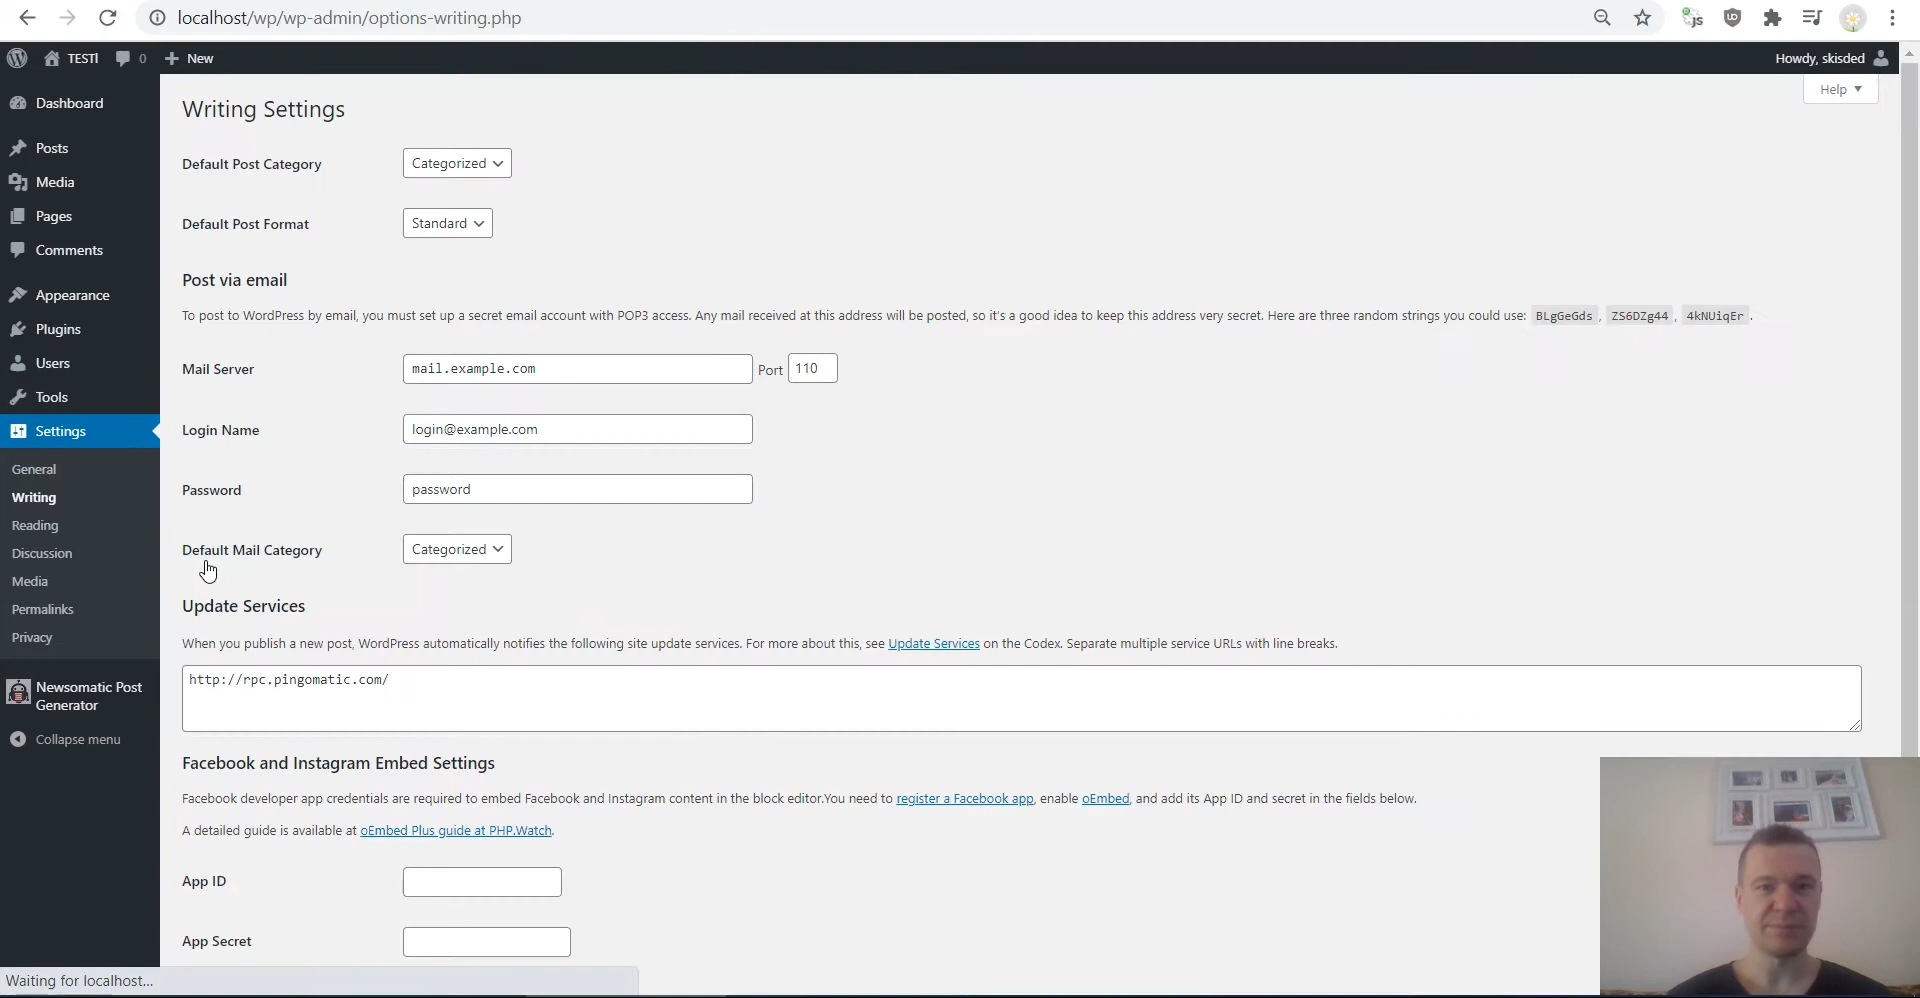 localhost/wp/wp-admin/options-writing.php
TESTİ 0 New Howdy, skisded
Help
Dashboard
Posts
Media
Pages
Comments
Appearance
Plugins
Users
Tools
Settings
General
Writing
Reading
Discussion
Media
Permalinks
Privacy
Newsomatic Post
Generator
Collapse menu
Writing Settings
Default Post Category Categorized
Default Post Format Standard
Post via email
To post to WordPress by email, you must set up a secret email account with POP3 access. Any mail received at this address will be posted, so it's a good idea to keep this address very secret. Here are three random strings you could use: BLgGeGds , ZS6DZg44 , 4kNUiqEr .
Mail Server mail.example.com Port 110
Login Name login@example.com
Password password
Default Mail Category Categorized
Update Services
When you publish a new post, WordPress automatically notifies the following site update services. For more about this, see Update Services on the Codex. Separate multiple service URLs with line breaks.
http://rpc.pingomatic.com/
Facebook and Instagram Embed Settings
Facebook developer app credentials are required to embed Facebook and Instagram content in the block editor.You need to register a Facebook app, enable oEmbed, and add its App ID and secret in the fields below.
A detailed guide is available at oEmbed Plus guide at PHP.Watch.
App ID
App Secret
Waiting for localhost...